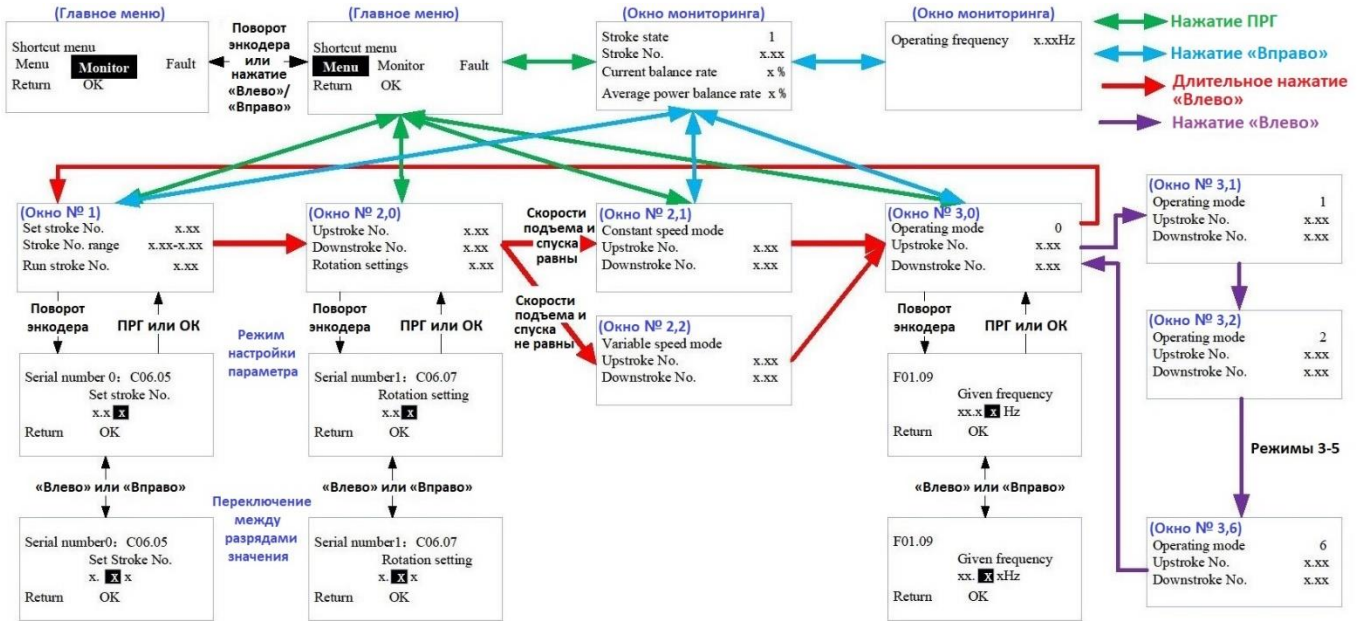 (Главное меню)
Shortcut menu
Menu Monitor Fault
Return OK
Поворот
энкодера
или
нажатие
«Влево»/
«Вправо»
(Главное меню)
Shortcut menu
Menu Monitor Fault
Return OK
(Окно мониторинга)
Stroke state 1
Stroke No. x.xx
Current balance rate x %
Average power balance rate x %
(Окно мониторинга)
Operating frequency x.xxHz
Нажатие ПРГ
Нажатие «Вправо»
Длительное нажатие
«Влево»
Нажатие «Влево»
(Окно № 1)
Set stroke No. x.xx
Stroke No. range x.xx-x.xx
Run stroke No. x.xx
(Окно № 2,0)
Upstroke No. x.xx
Downstroke No. x.xx
Rotation settings x.xx
Скорости
подъема и
спуска
равны
(Окно № 2,1)
Constant speed mode
Upstroke No. x.xx
Downstroke No. x.xx
(Окно № 3,0)
Operating mode 0
Upstroke No. x.xx
Downstroke No. x.xx
(Окно № 3,1)
Operating mode 1
Upstroke No. x.xx
Downstroke No. x.xx
Поворот
энкодера
ПРГ или ОК
Режим
настройки
параметра
Поворот
энкодера
ПРГ или ОК
Скорости
подъема и
спуска
не равны
(Окно № 2,2)
Variable speed mode
Upstroke No. x.xx
Downstroke No. x.xx
Поворот
энкодера
ПРГ или ОК
(Окно № 3,2)
Operating mode 2
Upstroke No. x.xx
Downstroke No. x.xx
Serial number 0: C06.05
Set stroke No.
x.x x
Return OK
Serial number1: C06.07
Rotation setting
x.x x
Return OK
F01.09
Given frequency
xx.x x Hz
Return OK
Режимы 3-5
«Влево» или «Вправо»
Переключение
между
разрядами
значения
«Влево» или «Вправо»
«Влево» или «Вправо»
Serial number0: C06.05
Set Stroke No.
x. x x
Return OK
Serial number1: C06.07
Rotation setting
x. x x
Return OK
F01.09
Given frequency
xx. x xHz
Return OK
(Окно № 3,6)
Operating mode 6
Upstroke No. x.xx
Downstroke No. x.xx